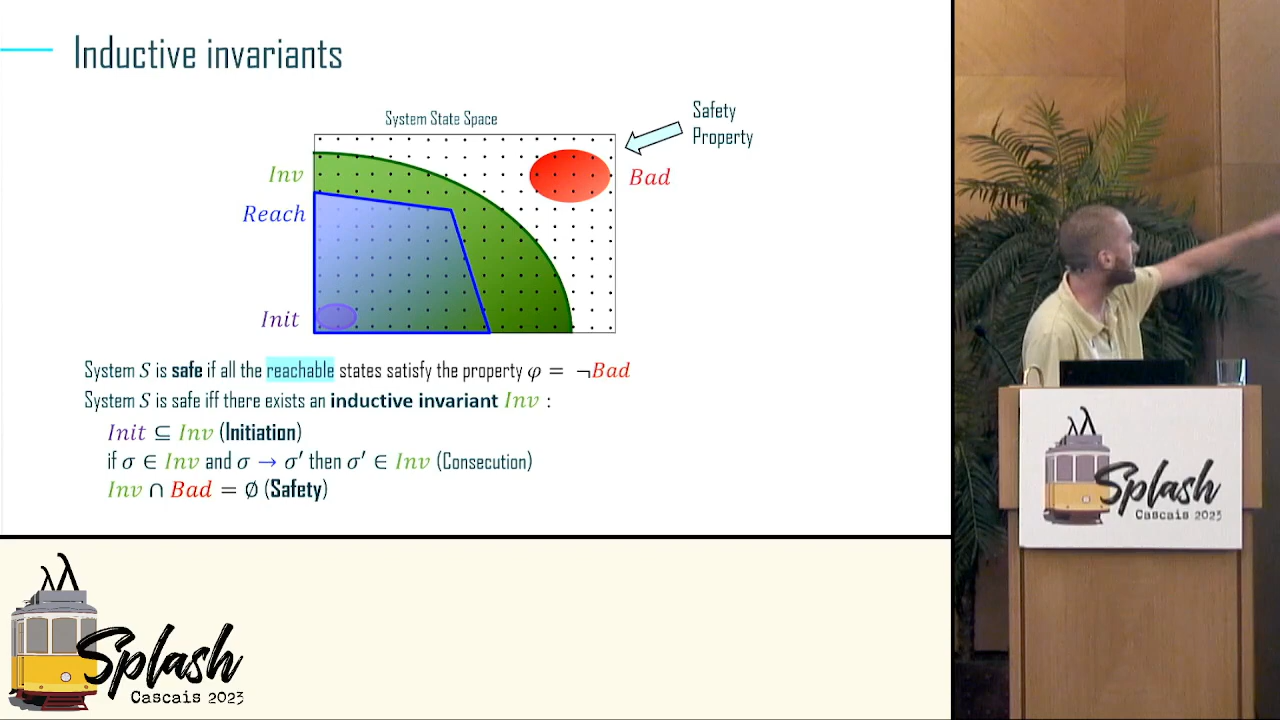 Inductive invariants
System State Space
Safety
Property
Inv
Bad
Reach
Init
System S is safe if all the reachable states satisfy the property φ = ¬Bad
System S is safe iff there exists an inductive invariant Inv :
Init ⊆ Inv (Initiation)
if σ ∈ Inv and σ → σ′ then σ′ ∈ Inv (Consecution)
Inv ∩ Bad = ∅ (Safety)
Splash
Cascais 2023
Splash
Cascais 2023